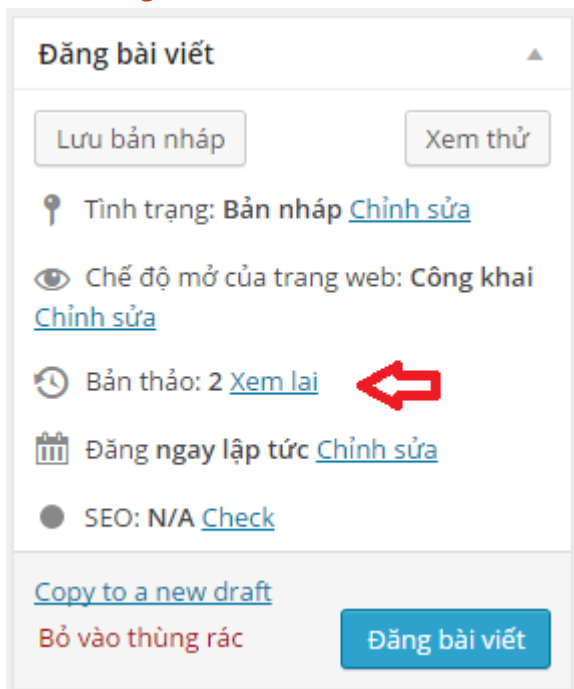 Đăng bài viết
Lưu bản nháp
Xem thử
Tình trạng: Bản nháp Chỉnh sửa
Chế độ mở của trang web: Công khai
Chỉnh sửa
Bản thảo: 2 Xem lai
Đăng ngay lập tức Chỉnh sửa
SEO: N/A Check
Copy to a new draft
Bỏ vào thùng rác
Đăng bài viết